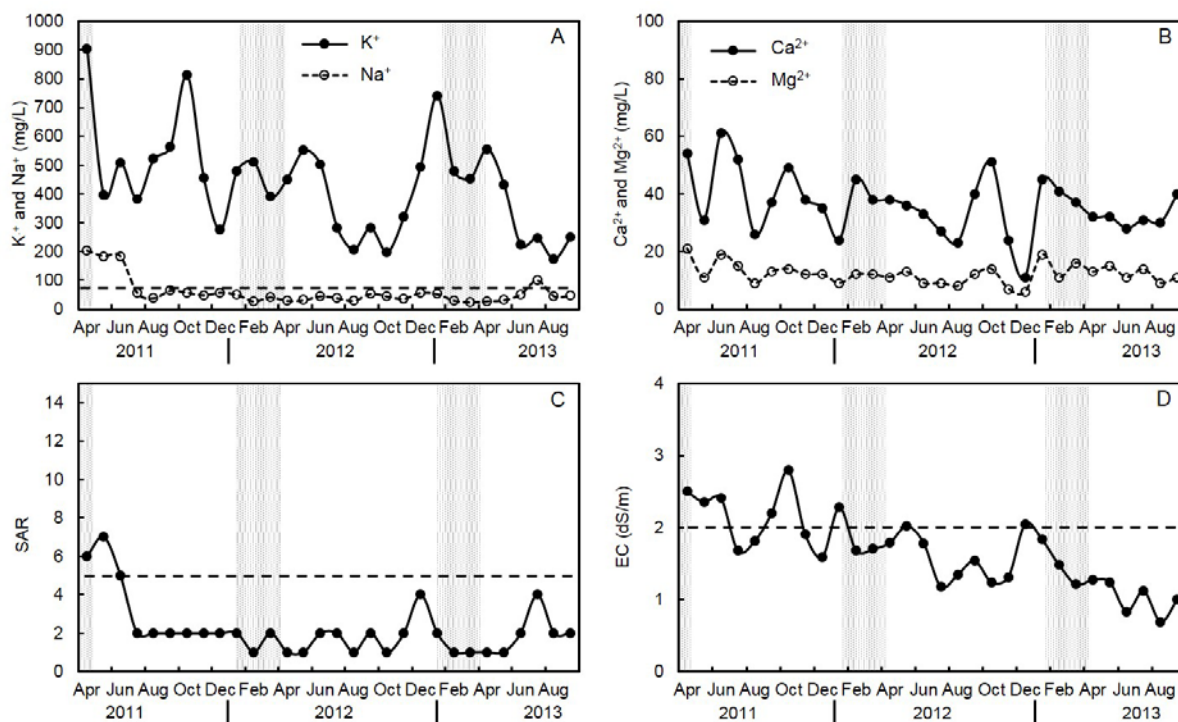 1000
900
800
700
600
500
400
300
200
100
0
K⁺ and Na⁺ (mg/L)
K⁺
Na⁺
A
Apr Jun Aug Oct Dec Feb Apr Jun Aug Oct Dec Feb Apr Jun Aug
2011 2012 2013
100
80
60
40
20
0
Ca²⁺ and Mg²⁺ (mg/L)
Ca²⁺
Mg²⁺
B
Apr Jun Aug Oct Dec Feb Apr Jun Aug Oct Dec Feb Apr Jun Aug
2011 2012 2013
14
12
10
8
6
4
2
0
SAR
C
Apr Jun Aug Oct Dec Feb Apr Jun Aug Oct Dec Feb Apr Jun Aug
2011 2012 2013
4
3
2
1
0
EC (dS/m)
D
Apr Jun Aug Oct Dec Feb Apr Jun Aug Oct Dec Feb Apr Jun Aug
2011 2012 2013